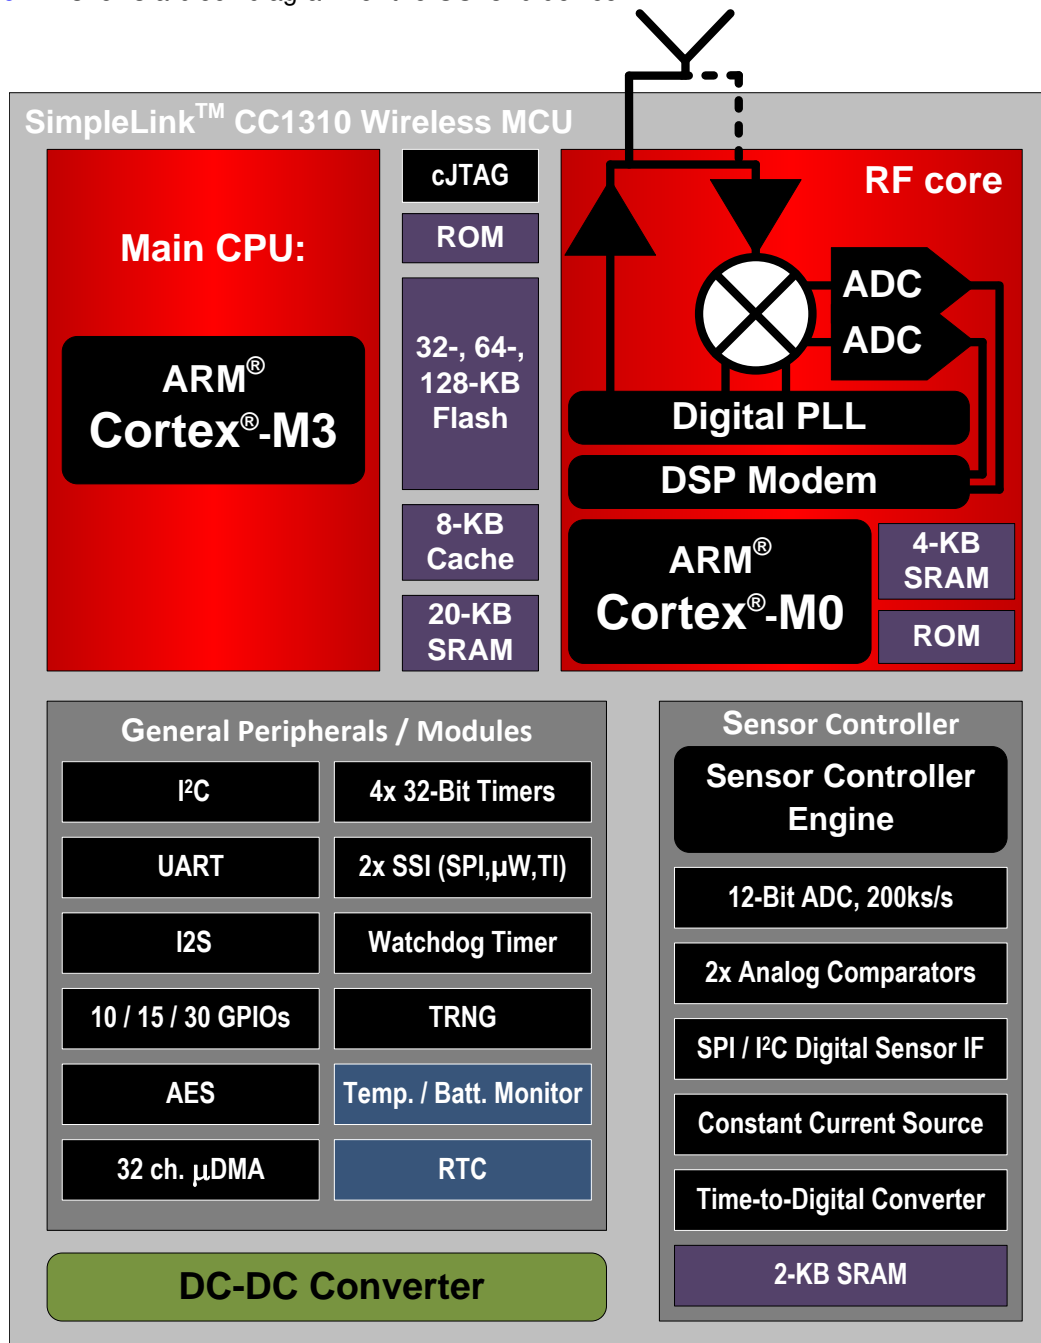 SimpleLink™ CC1310 Wireless MCU
cJTAG
RF core
ROM
Main CPU:
ADC
32-, 64-,
128-KB
Flash
ADC
ARM®
Cortex®-M3
Digital PLL
DSP Modem
8-KB
Cache
ARM®
Cortex®-M0
4-KB
SRAM
20-KB
SRAM
ROM
General Peripherals / Modules
I²C
4x 32-Bit Timers
UART
2x SSI (SPI,µW,TI)
I2S
Watchdog Timer
10 / 15 / 30 GPIOs
TRNG
AES
Temp. / Batt. Monitor
32 ch. µDMA
RTC
Sensor Controller
Sensor Controller
Engine
12-Bit ADC, 200ks/s
2x Analog Comparators
SPI / I²C Digital Sensor IF
Constant Current Source
Time-to-Digital Converter
2-KB SRAM
DC-DC Converter